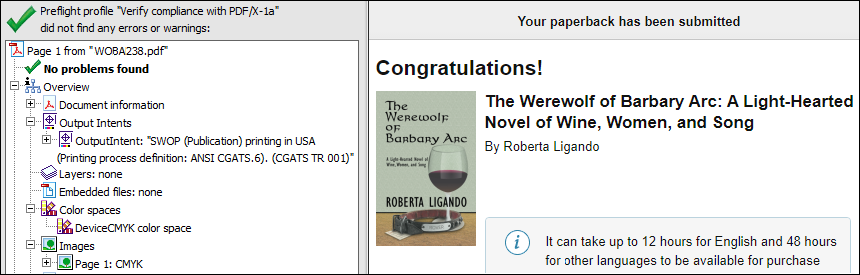 Preflight profile "Verify compliance with PDF/X-1a"
did not find any errors or warnings:
Page 1 from "WOBA238.pdf"
No problems found
Overview
Document information
Output Intents
OutputIntent: "SWOP (Publication) printing in USA
(Printing process definition: ANSI CGATS.6). (CGATS TR 001)"
Layers: none
Embedded files: none
Color spaces
DeviceCMYK color space
Images
Page 1: CMYK
Your paperback has been submitted
Congratulations!
The
Werewolf
of
Barbary Arc
A Light-Hearted Novel of
Wine, Women, and Song
ROBERTA LIGANDO
The Werewolf of Barbary Arc: A Light-Hearted
Novel of Wine, Women, and Song
By Roberta Ligando
It can take up to 12 hours for English and 48 hours
for other languages to be available for purchase